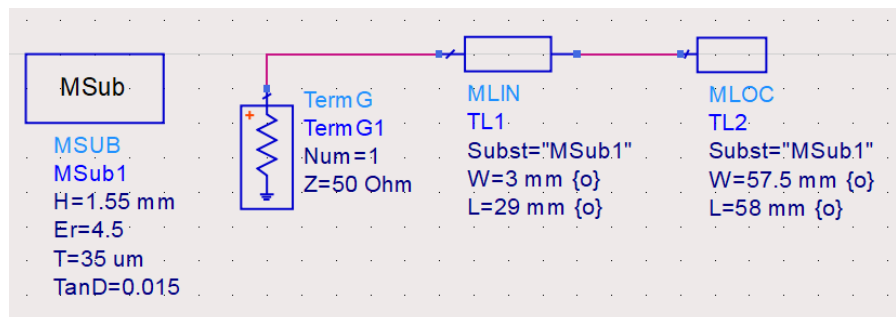 MSub
MSUB
MSub1
H=1.55 mm
Er=4.5
T=35 um
TanD=0.015
+
TermG
TermG1
Num=1
Z=50 Ohm
MLIN
TL1
Subst="MSub1"
W=3 mm {o}
L=29 mm {o}
MLOC
TL2
Subst="MSub1"
W=57.5 mm {o}
L=58 mm {o}